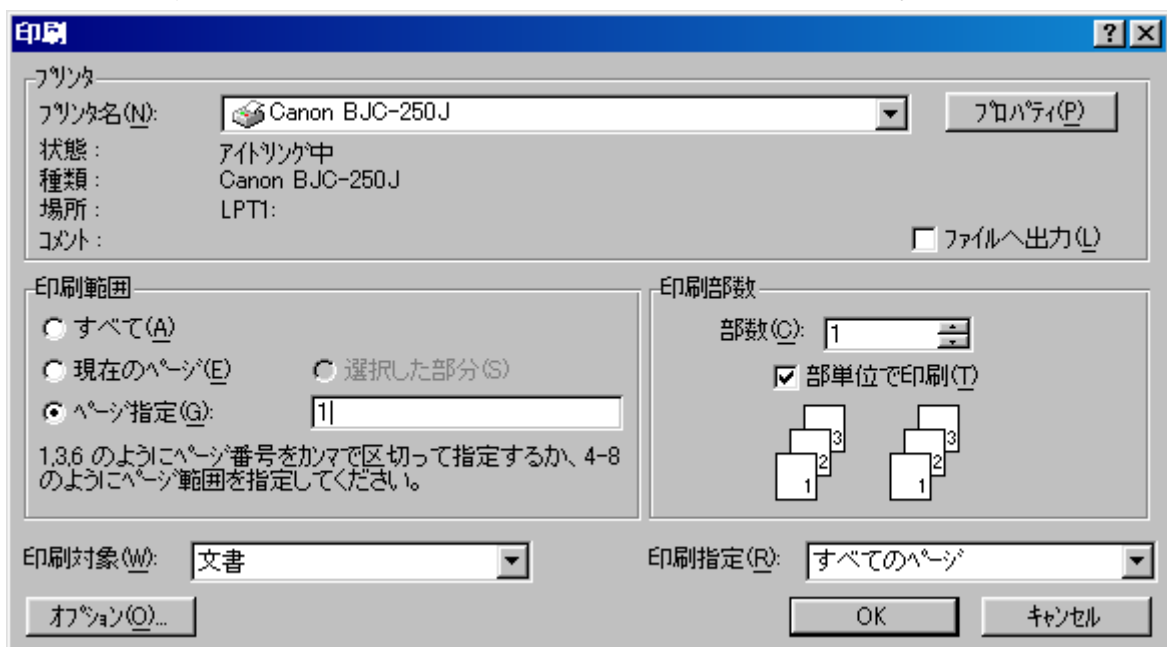 印刷
? ×
ﾌﾟﾘﾝﾀ
ﾌﾟﾘﾝﾀ名(N): Canon BJC-250J ﾌﾟﾛﾊﾟﾃｨ(P)
状態： ｱｲﾄﾞﾘﾝｸﾞ中
種類： Canon BJC-250J
場所： LPT1:
ｺﾒﾝﾄ： ﾌｧｲﾙへ出力(L)
印刷範囲
すべて(A)
現在のﾍﾟｰｼﾞ(E) 選択した部分(S)
ﾍﾟｰｼﾞ指定(G): 1
1,3,6 のようにﾍﾟｰｼﾞ番号をｶﾝﾏで区切って指定するか、4-8
のようにﾍﾟｰｼﾞ範囲を指定してください。
印刷部数
部数(C): 1
部単位で印刷(T)
3 3
2 2
1 1
印刷対象(W): 文書 印刷指定(R): すべてのﾍﾟｰｼﾞ
ｵﾌﾟｼｮﾝ(O)... OK ｷｬﾝｾﾙ